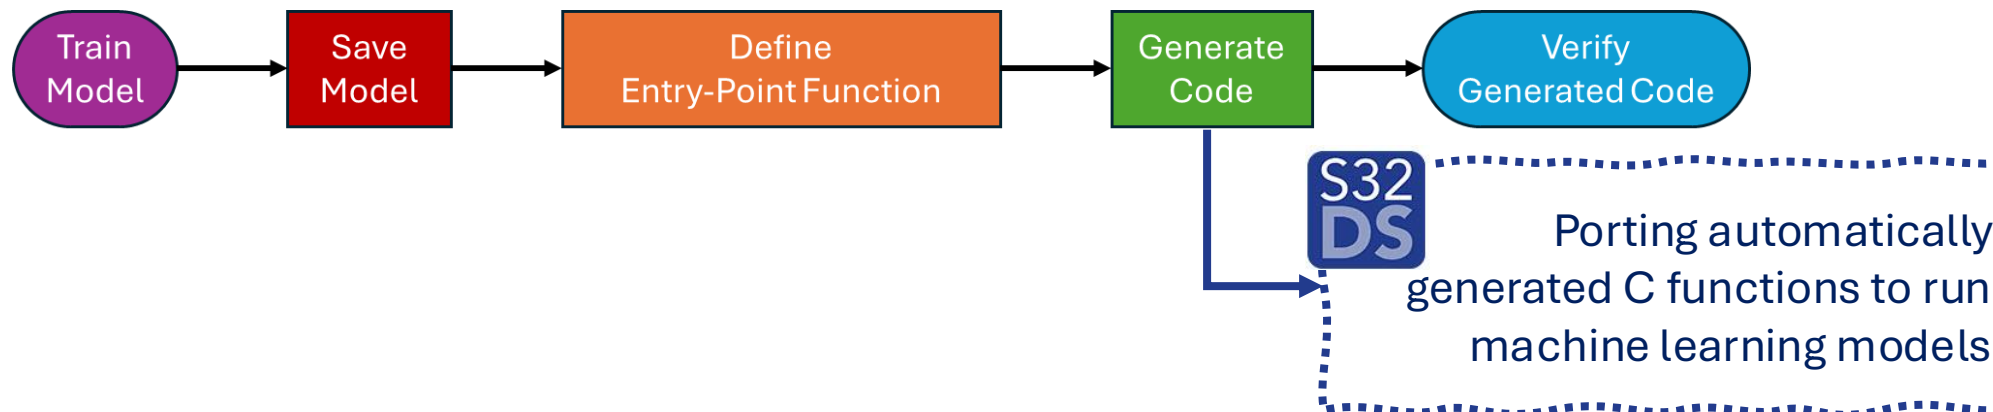 Train
Model
Save
Model
Define
Entry-Point Function
Generate
Code
Verify
Generated Code
S32
DS
Porting automatically
generated C functions to run
machine learning models